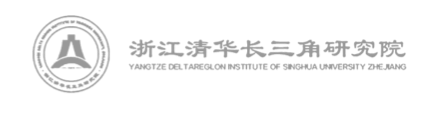 浙江清华长三角研究院
YANGTZE DELTAREGLON INSTITUTE OF SINGHUA UNIVERSITY ZHEJIANG